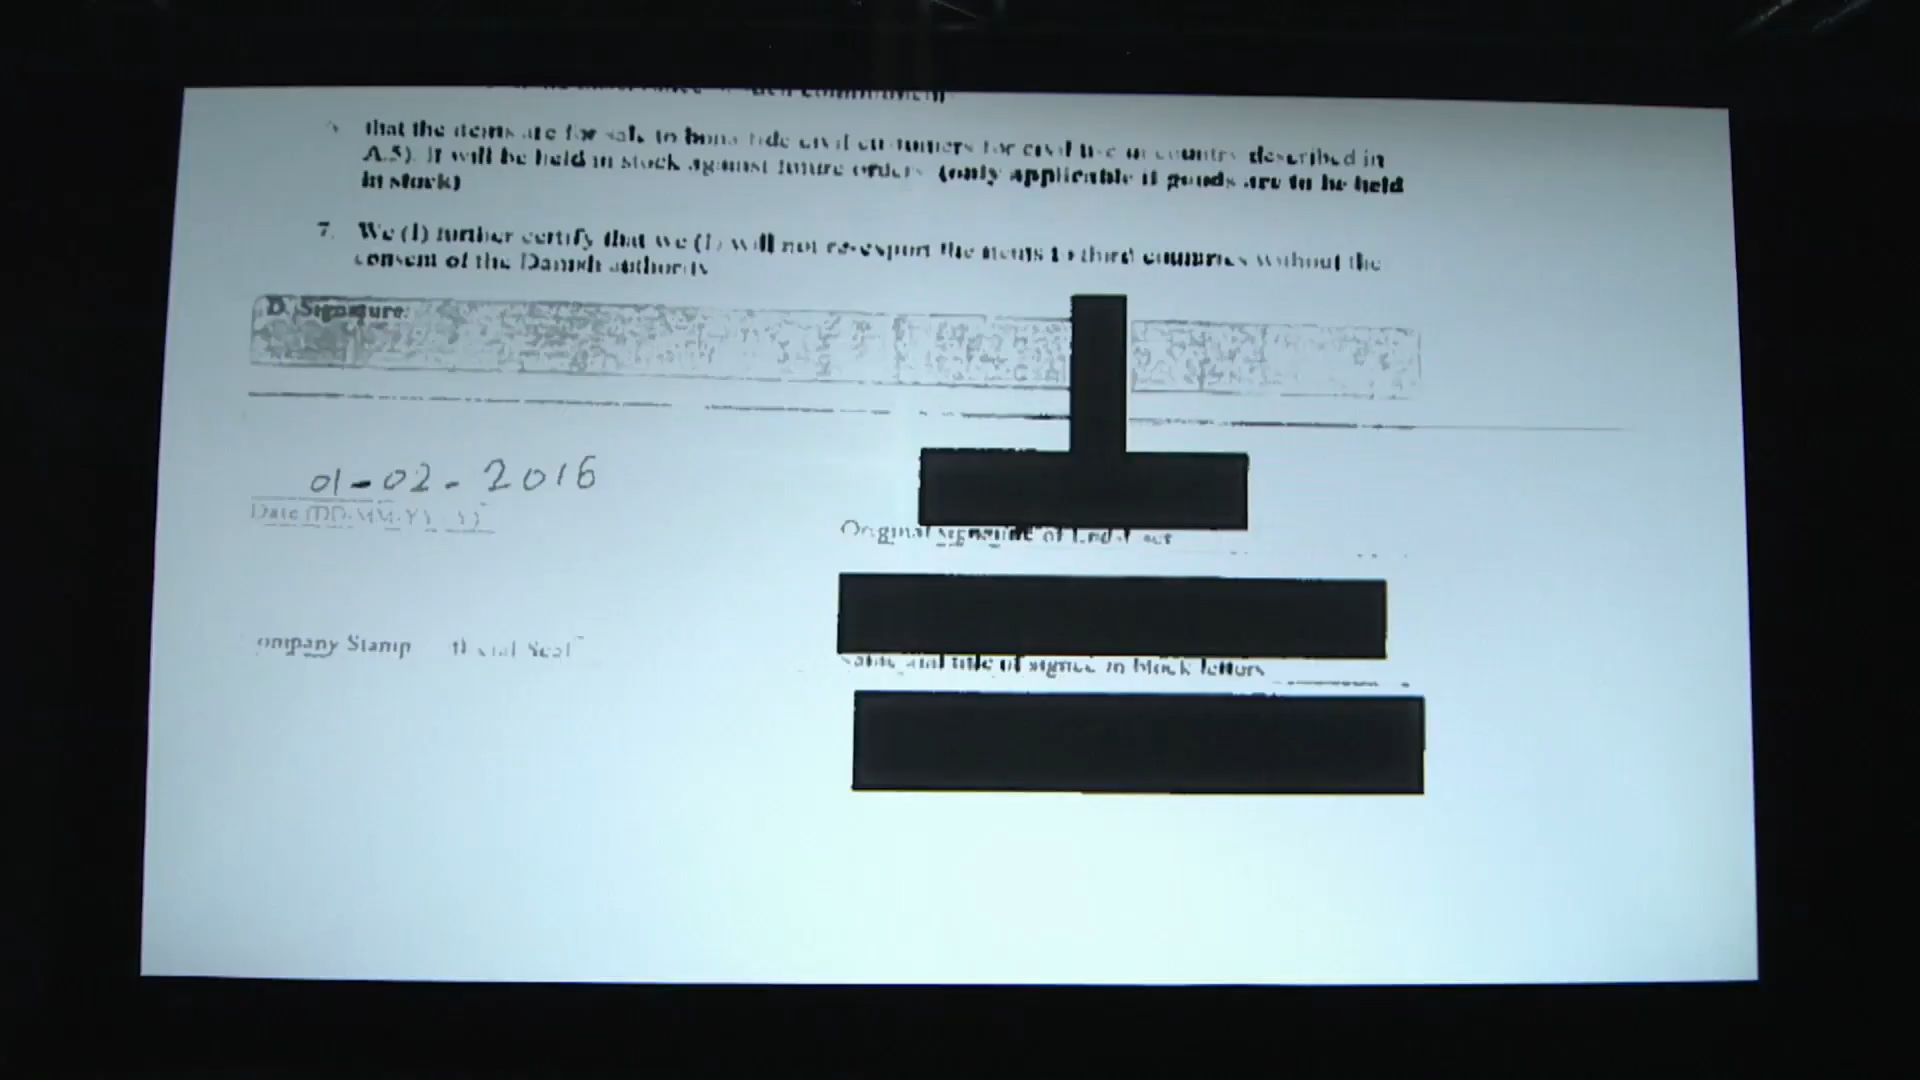 commitment
that the items are for sale to bona fide civil customers for civil use in country described in
A.5). It will be held in stock against future orders (only applicable if goods are to be held
in stock)
7. We (I) further certify that we (I) will not re-export the items to third countries without the
consent of the Danish authority
D. Signature:
01-02-2016
Date (DD.MM.YYYY)
Original signature of End-User
ompany Stamp Official Seal
Name and title of signee in block letters